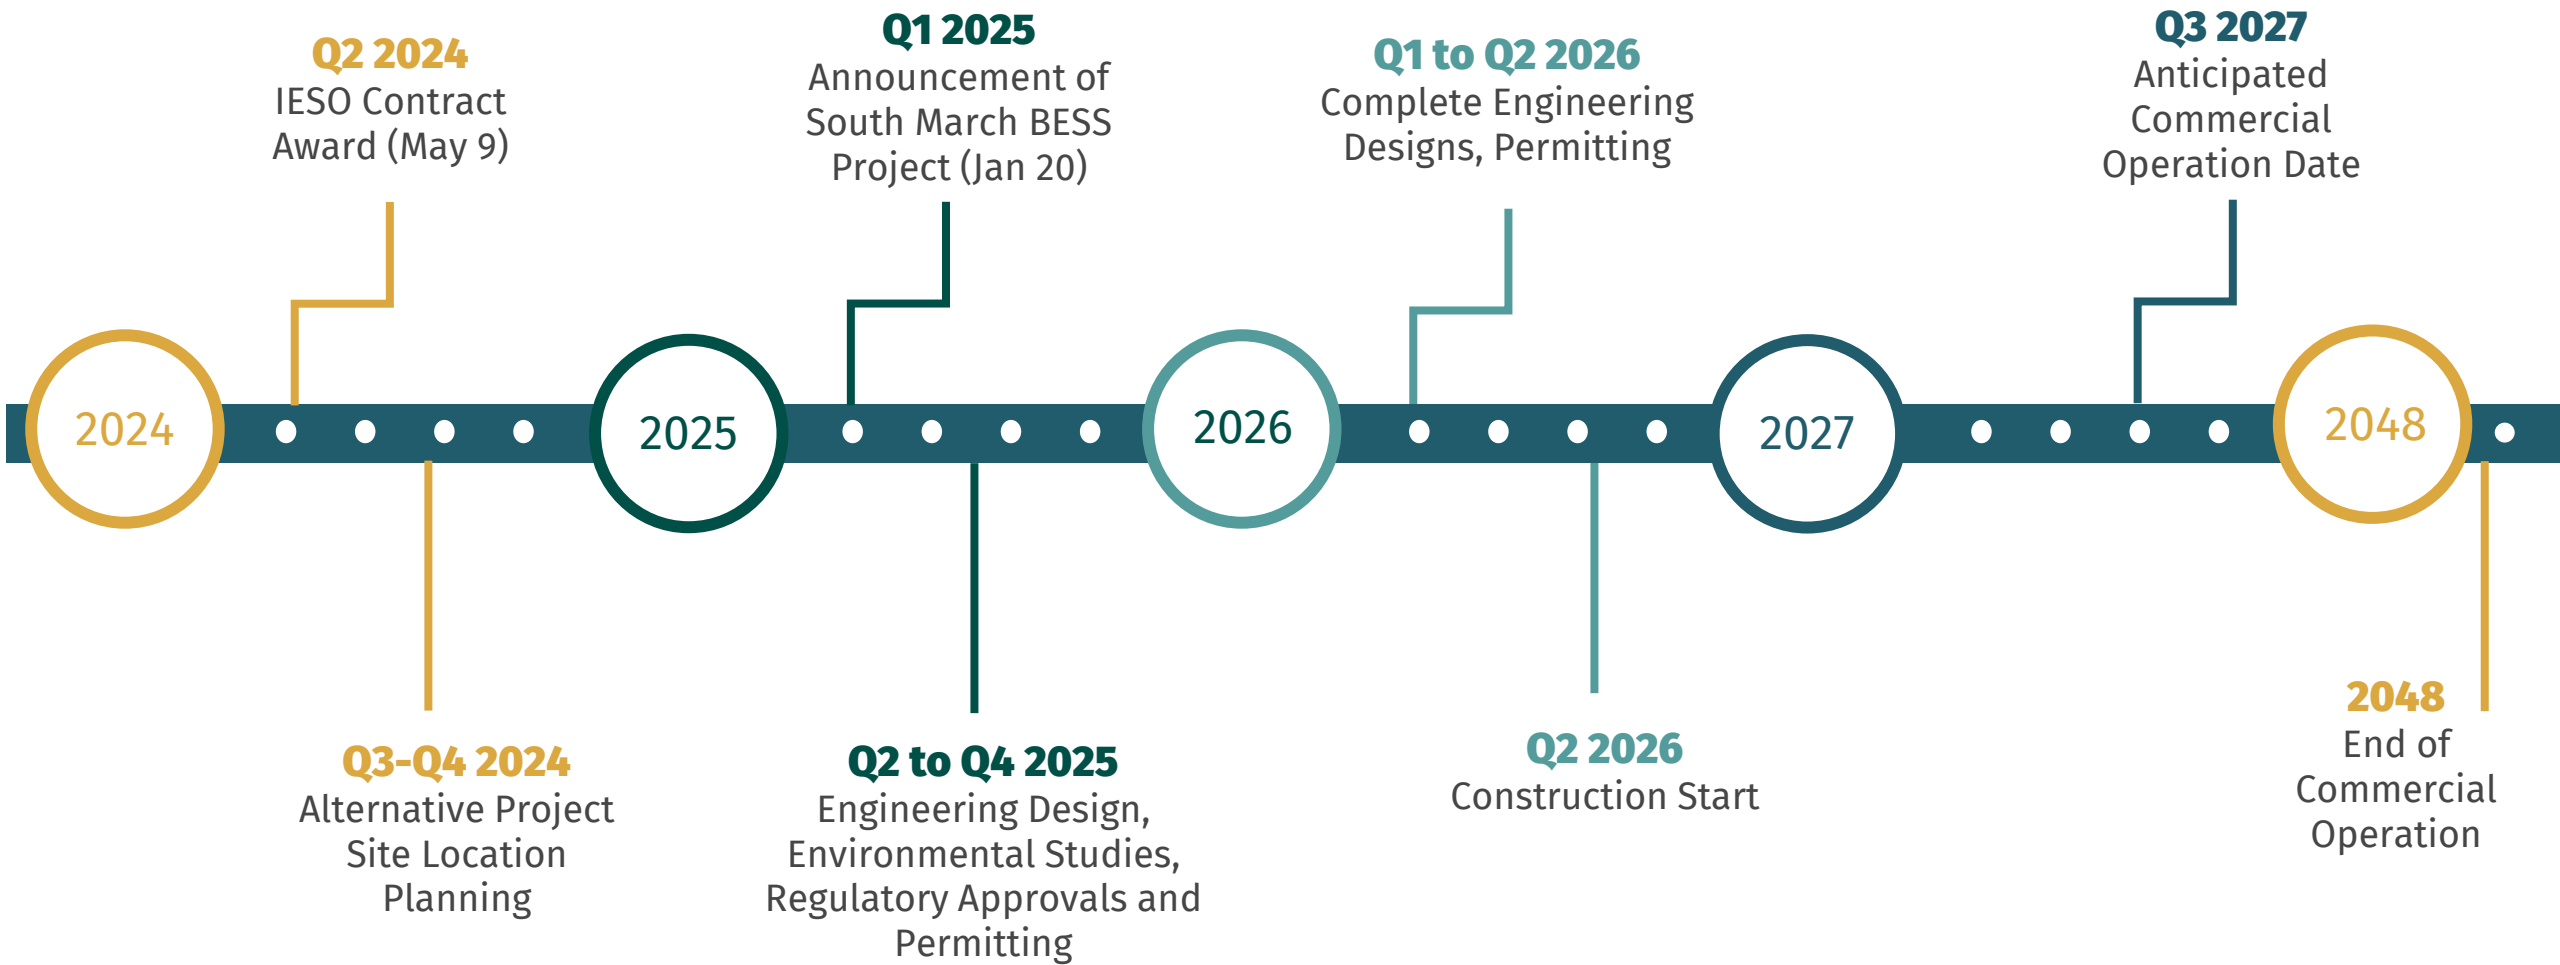 Q2 2024
IESO Contract
Award (May 9)
Q1 2025
Announcement of
South March BESS
Project (Jan 20)
Q1 to Q2 2026
Complete Engineering
Designs, Permitting
Q3 2027
Anticipated
Commercial
Operation Date
2024
2025
2026
2027
2048
Q3-Q4 2024
Alternative Project
Site Location
Planning
Q2 to Q4 2025
Engineering Design,
Environmental Studies,
Regulatory Approvals and
Permitting
Q2 2026
Construction Start
2048
End of
Commercial
Operation